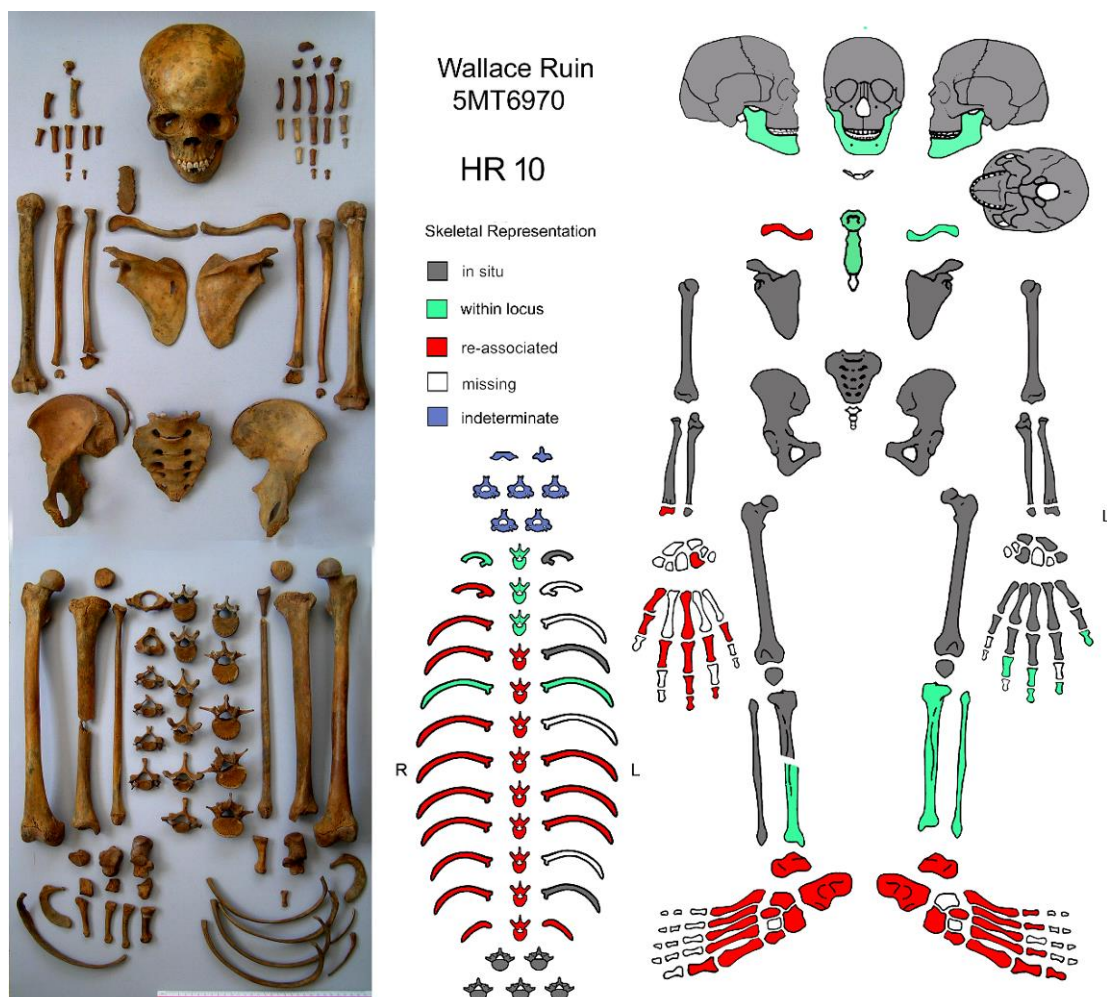 Wallace Ruin
5MT6970
HR 10
Skeletal Representation
in situ
within locus
re-associated
missing
indeterminate
L
R
L